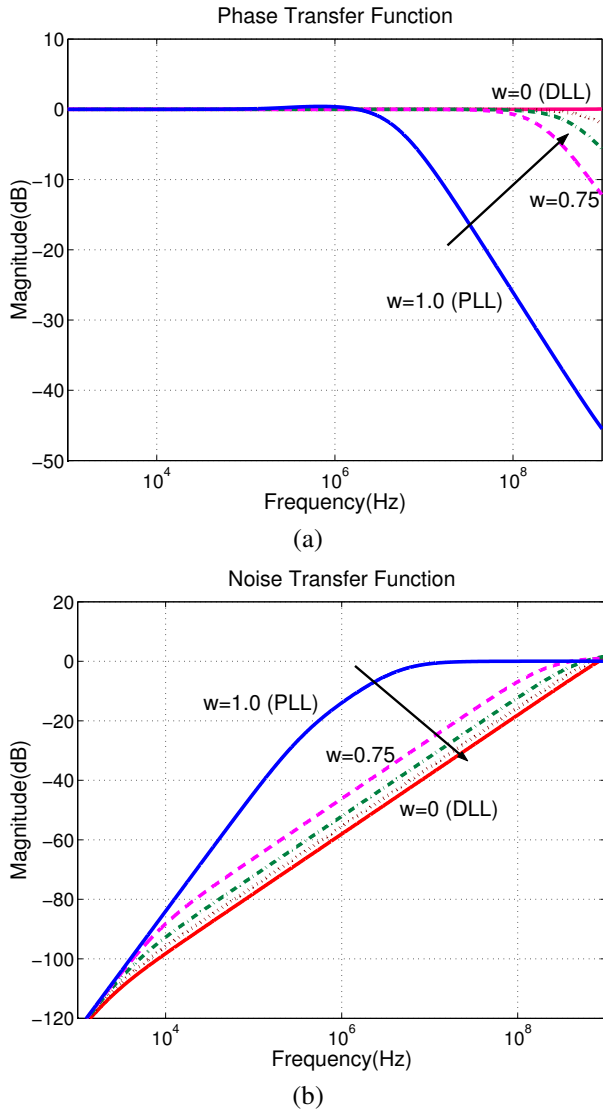 Phase Transfer Function
10
0
−10
−20
−30
−40
−50
Magnitude(dB)
w=0 (DLL)
w=0.75
w=1.0 (PLL)
10^4
10^6
10^8
Frequency(Hz)
(a)
Noise Transfer Function
20
0
−20
−40
−60
−80
−100
−120
Magnitude(dB)
w=1.0 (PLL)
w=0.75
w=0 (DLL)
10^4
10^6
10^8
Frequency(Hz)
(b)